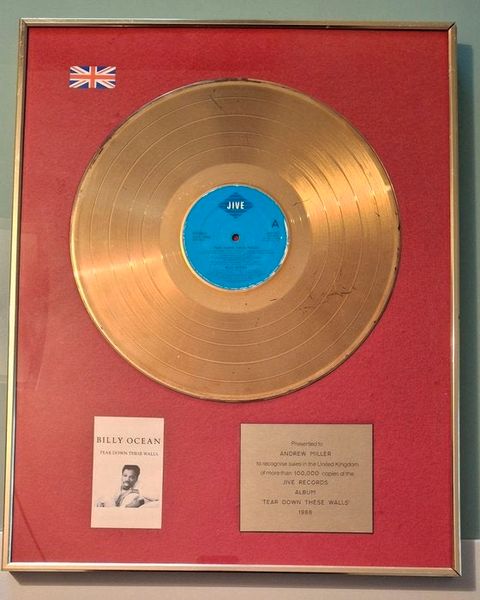 JIVE
A
BILLY OCEAN
TEAR DOWN THESE WALLS
Presented to
ANDREW MILLER
to recognise sales in the United Kingdom
of more than 100,000 copies of the
JIVE RECORDS
ALBUM
'TEAR DOWN THESE WALLS'
1988